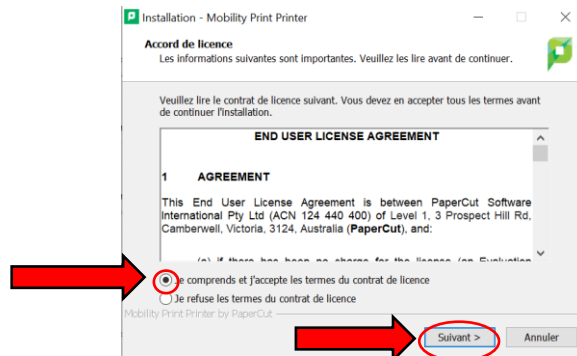 Installation - Mobility Print Printer
Accord de licence
Les informations suivantes sont importantes. Veuillez les lire avant de continuer.
Veuillez lire le contrat de licence suivant. Vous devez en accepter tous les termes avant
de continuer l'installation.
END USER LICENSE AGREEMENT
1 AGREEMENT
This End User License Agreement is between PaperCut Software
International Pty Ltd (ACN 124 440 400) of Level 1, 3 Prospect Hill Rd,
Camberwell, Victoria, 3124, Australia (PaperCut), and:
(a) if there has been no charge for the license (an Evaluation
Je comprends et j'accepte les termes du contrat de licence
Je refuse les termes du contrat de licence
Mobility Print Printer by PaperCut
Suivant > Annuler